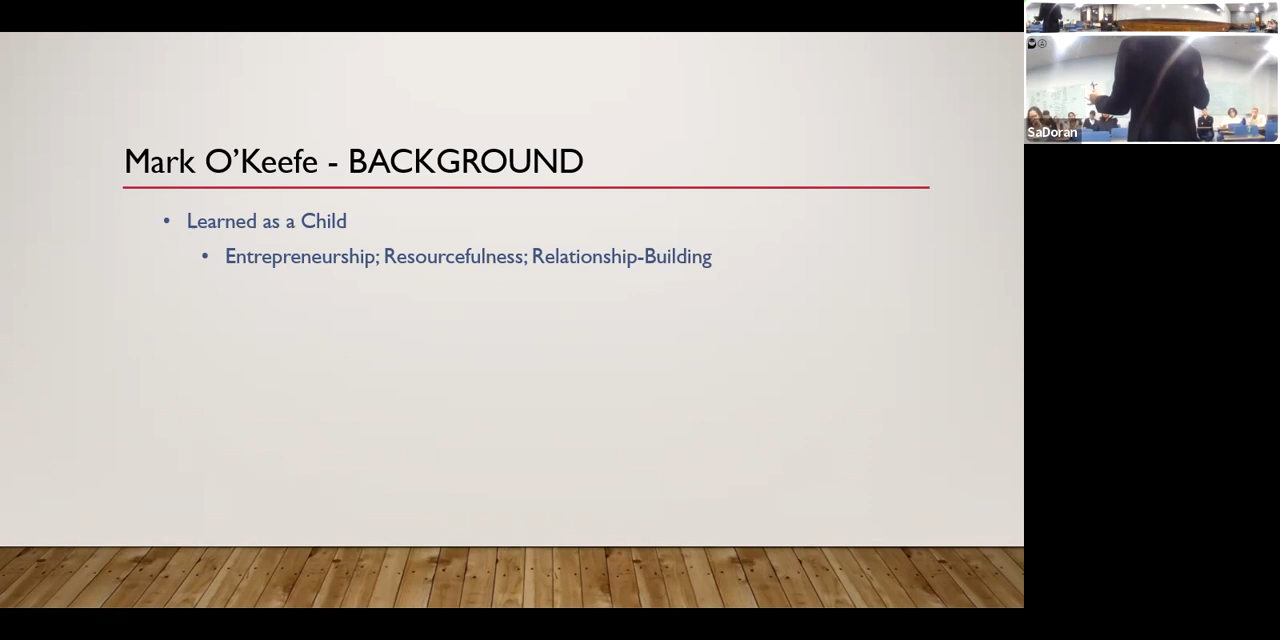 Mark O’Keefe - BACKGROUND
• Learned as a Child
• Entrepreneurship; Resourcefulness; Relationship-Building
SaDoran